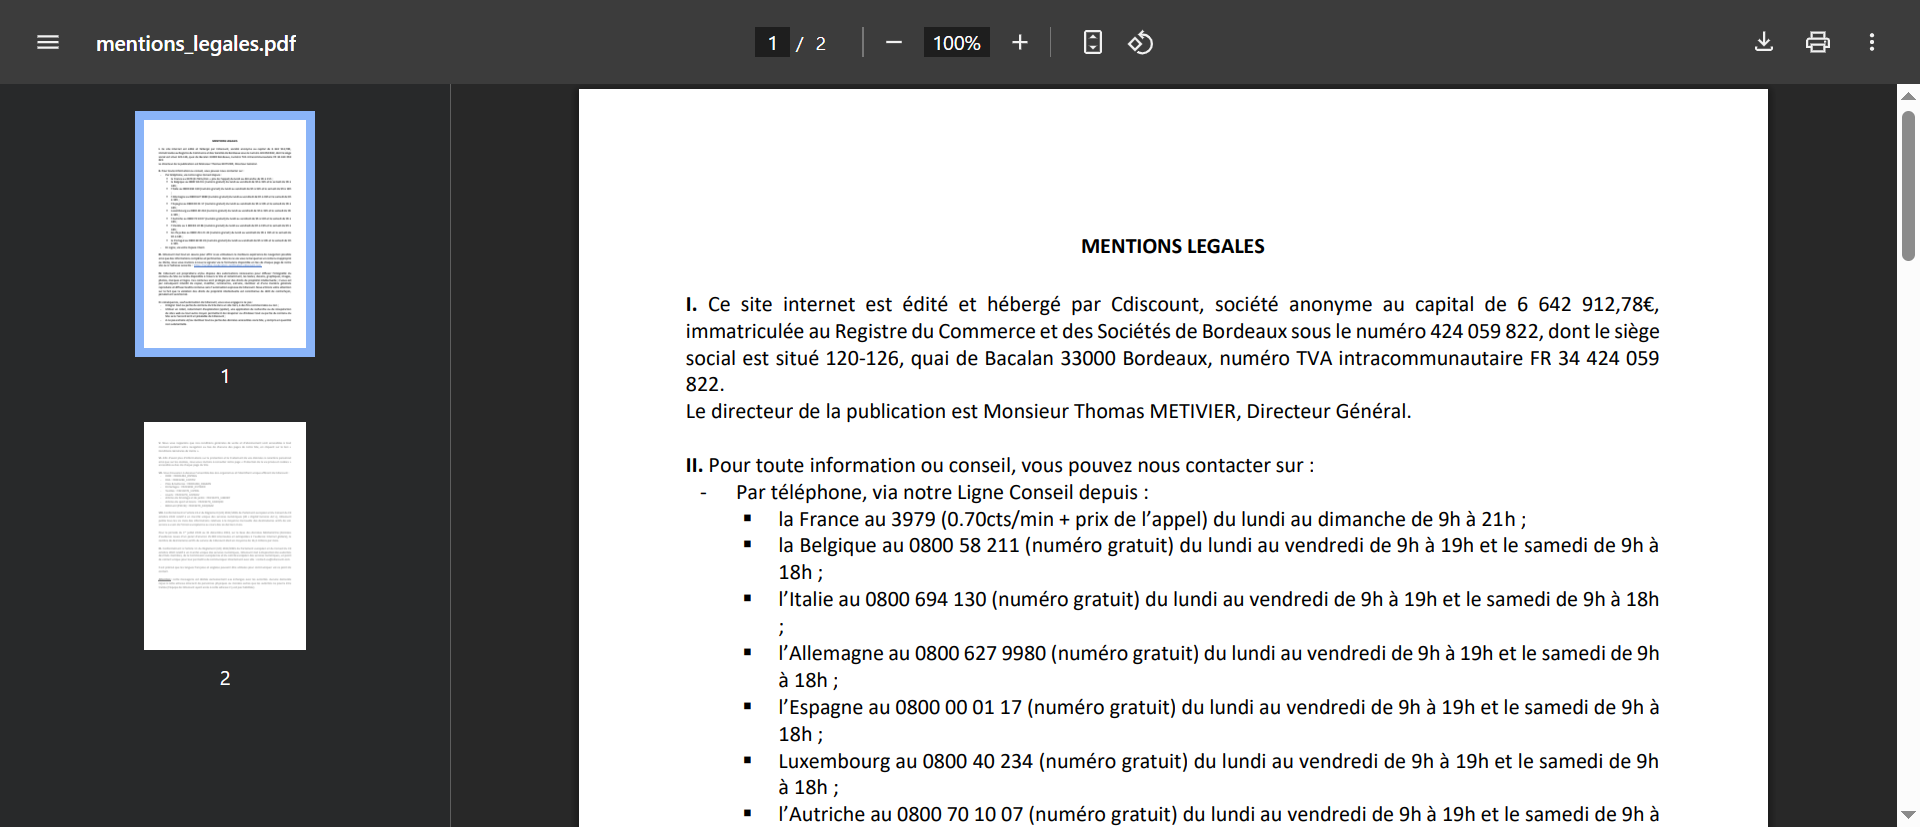 mentions_legales.pdf
1 / 2
100%
1
2
MENTIONS LEGALES
I. Ce site internet est édité et hébergé par Cdiscount, société anonyme au capital de 6 642 912,78€,
immatriculée au Registre du Commerce et des Sociétés de Bordeaux sous le numéro 424 059 822, dont le siège
social est situé 120-126, quai de Bacalan 33000 Bordeaux, numéro TVA intracommunautaire FR 34 424 059
822.
Le directeur de la publication est Monsieur Thomas METIVIER, Directeur Général.
II. Pour toute information ou conseil, vous pouvez nous contacter sur :
- Par téléphone, via notre Ligne Conseil depuis :
▪ la France au 3979 (0.70cts/min + prix de l’appel) du lundi au dimanche de 9h à 21h ;
▪ la Belgique au 0800 58 211 (numéro gratuit) du lundi au vendredi de 9h à 19h et le samedi de 9h à
18h ;
▪ l’Italie au 0800 694 130 (numéro gratuit) du lundi au vendredi de 9h à 19h et le samedi de 9h à 18h
;
▪ l’Allemagne au 0800 627 9980 (numéro gratuit) du lundi au vendredi de 9h à 19h et le samedi de 9h
à 18h ;
▪ l’Espagne au 0800 00 01 17 (numéro gratuit) du lundi au vendredi de 9h à 19h et le samedi de 9h à
18h ;
▪ Luxembourg au 0800 40 234 (numéro gratuit) du lundi au vendredi de 9h à 19h et le samedi de 9h
à 18h ;
▪ l’Autriche au 0800 70 10 07 (numéro gratuit) du lundi au vendredi de 9h à 19h et le samedi de 9h à